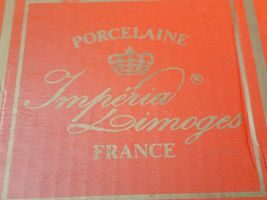 PORCELAINE
Impéria ®
Limoges
FRANCE